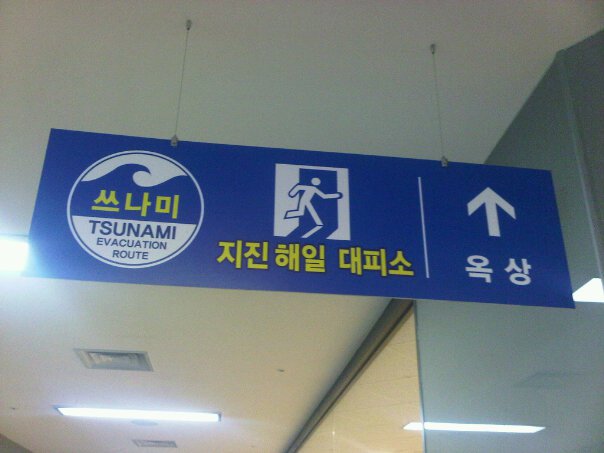 쓰나미
TSUNAMI
EVACUATION
ROUTE
지진해일 대피소
옥상